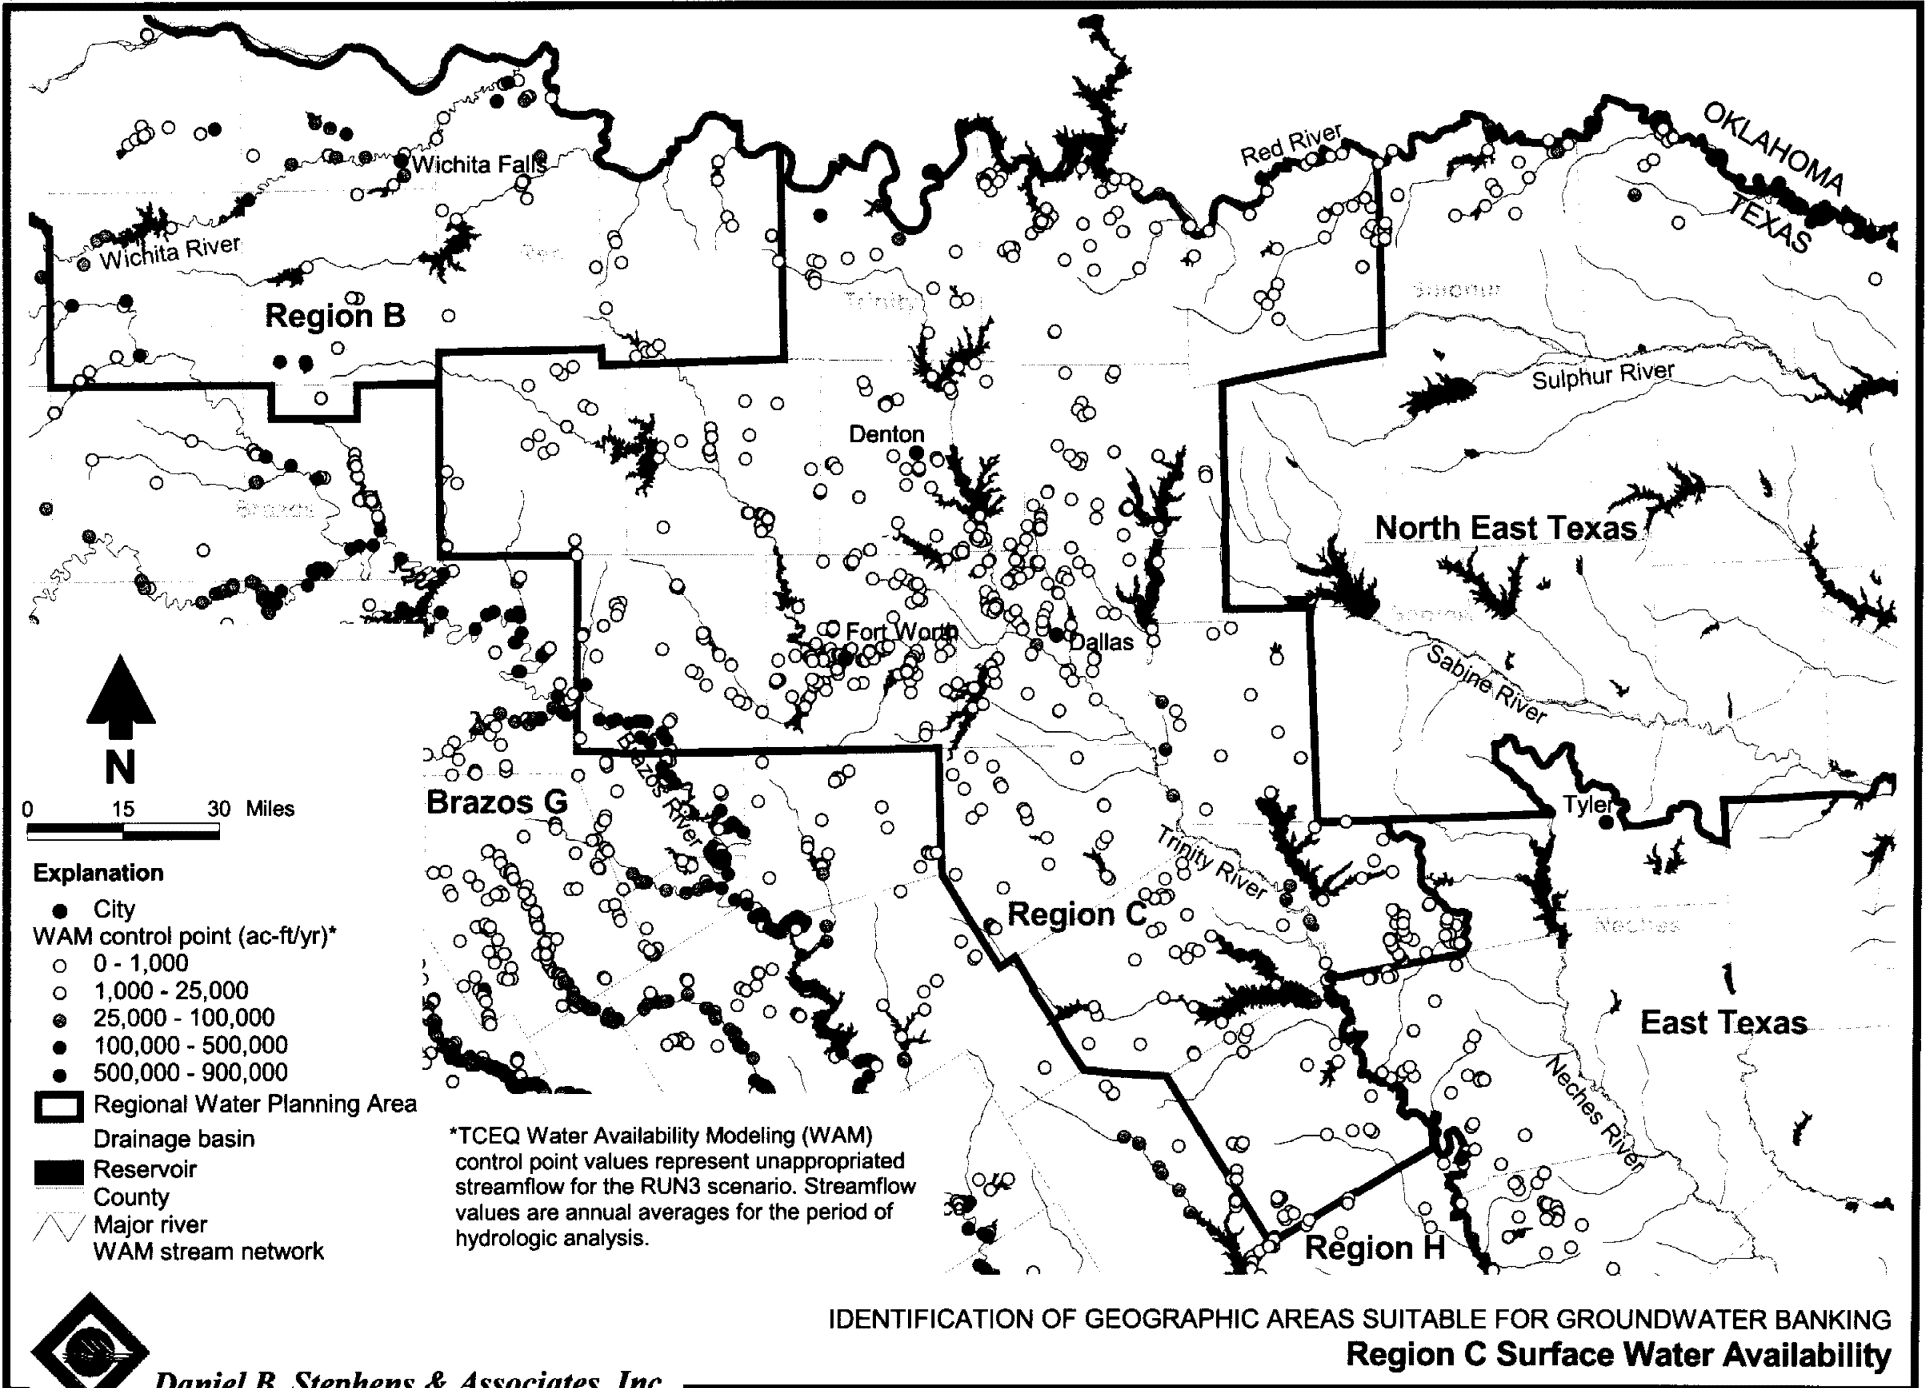 OKLAHOMA
Red River
TEXAS
Wichita Falls
Wichita River
Red
Trinity
Sulphur
Region B
Sulphur River
Denton
Brazos
North East Texas
Fort Worth
Dallas
Sabine
Sabine River
N
0 15 30 Miles
Brazos G
Brazos River
Tyler
Trinity River
Region C
Neches
East Texas
Neches River
Region H
Explanation
City
WAM control point (ac-ft/yr)*
0 - 1,000
1,000 - 25,000
25,000 - 100,000
100,000 - 500,000
500,000 - 900,000
Regional Water Planning Area
Drainage basin
Reservoir
County
Major river
WAM stream network
*TCEQ Water Availability Modeling (WAM)
control point values represent unappropriated
streamflow for the RUN3 scenario. Streamflow
values are annual averages for the period of
hydrologic analysis.
IDENTIFICATION OF GEOGRAPHIC AREAS SUITABLE FOR GROUNDWATER BANKING
Region C Surface Water Availability
Daniel B. Stephens & Associates, Inc.